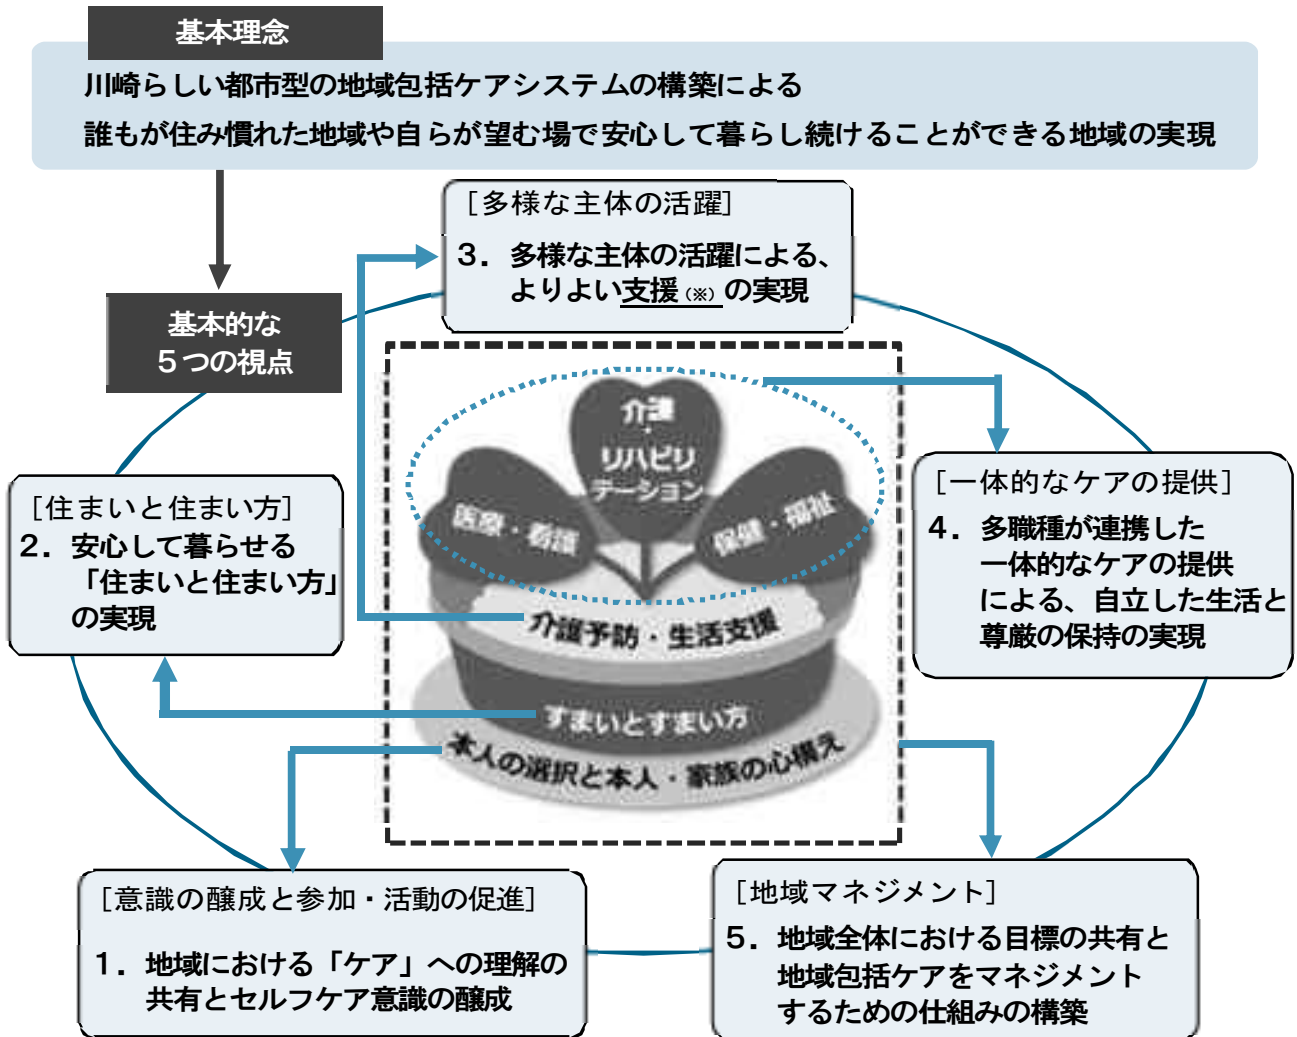 基本理念
川崎らしい都市型の地域包括ケアシステムの構築による
誰もが住み慣れた地域や自らが望む場で安心して暮らし続けることができる地域の実現
［多様な主体の活躍］
３．多様な主体の活躍による、
よりよい支援（※）の実現
基本的な
５つの視点
介護
・
リハビリ
テーション
医療・看護
保健・福祉
介護予防・生活支援
すまいとすまい方
本人の選択と本人・家族の心構え
［住まいと住まい方］
２．安心して暮らせる
「住まいと住まい方」
の実現
［一体的なケアの提供］
４．多職種が連携した
一体的なケアの提供
による、自立した生活と
尊厳の保持の実現
［意識の醸成と参加・活動の促進］
１．地域における「ケア」への理解の
共有とセルフケア意識の醸成
［地域マネジメント］
５．地域全体における目標の共有と
地域包括ケアをマネジメント
するための仕組みの構築